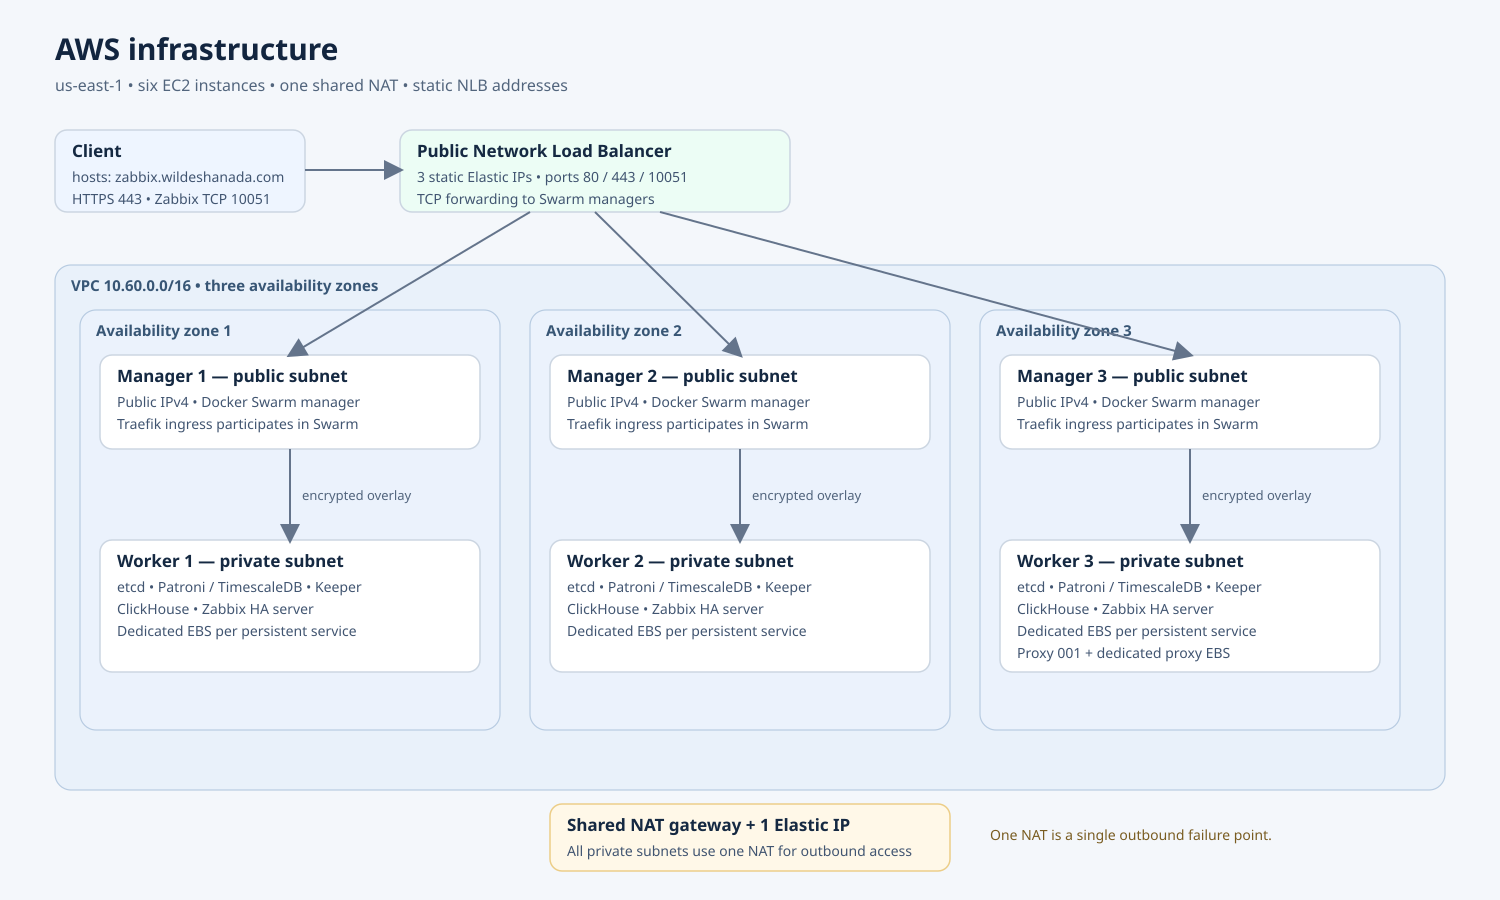 AWS infrastructure
us-east-1 • six EC2 instances • one shared NAT • static NLB addresses
Client
hosts: zabbix.wildeshanada.com
HTTPS 443 • Zabbix TCP 10051
Public Network Load Balancer
3 static Elastic IPs • ports 80 / 443 / 10051
TCP forwarding to Swarm managers
VPC 10.60.0.0/16 • three availability zones
Availability zone 1
Manager 1 — public subnet
Public IPv4 • Docker Swarm manager
Traefik ingress participates in Swarm
encrypted overlay
Worker 1 — private subnet
etcd • Patroni / TimescaleDB • Keeper
ClickHouse • Zabbix HA server
Dedicated EBS per persistent service
Availability zone 2
Manager 2 — public subnet
Public IPv4 • Docker Swarm manager
Traefik ingress participates in Swarm
encrypted overlay
Worker 2 — private subnet
etcd • Patroni / TimescaleDB • Keeper
ClickHouse • Zabbix HA server
Dedicated EBS per persistent service
Availability zone 3
Manager 3 — public subnet
Public IPv4 • Docker Swarm manager
Traefik ingress participates in Swarm
encrypted overlay
Worker 3 — private subnet
etcd • Patroni / TimescaleDB • Keeper
ClickHouse • Zabbix HA server
Dedicated EBS per persistent service
Proxy 001 + dedicated proxy EBS
Shared NAT gateway + 1 Elastic IP
All private subnets use one NAT for outbound access
One NAT is a single outbound failure point.